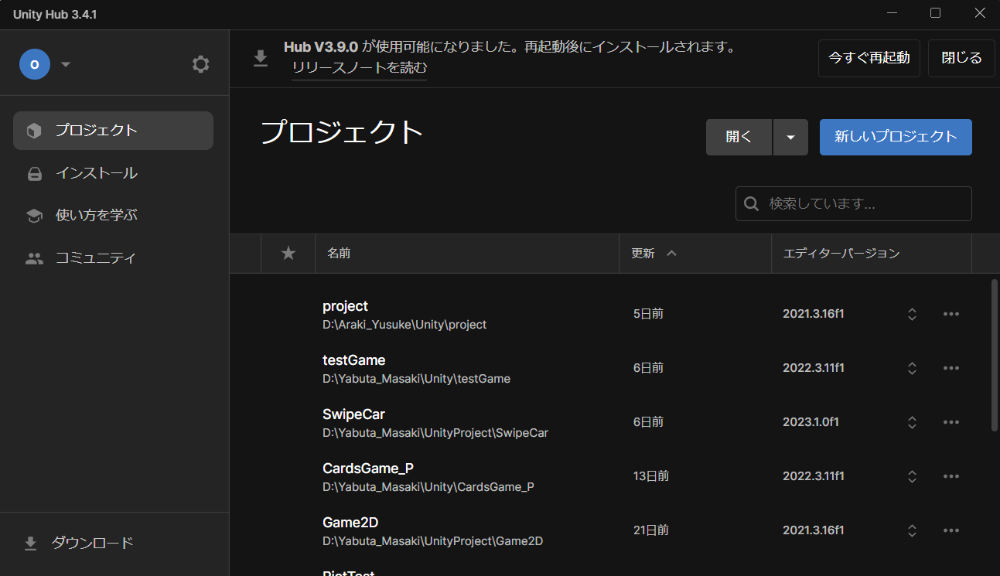 Unity Hub 3.4.1
O
Hub V3.9.0 が使用可能になりました。再起動後にインストールされます。
リリースノートを読む
今すぐ再起動
閉じる
プロジェクト
インストール
使い方を学ぶ
コミュニティ
ダウンロード
プロジェクト
開く
新しいプロジェクト
検索しています...
名前 更新 エディターバージョン
project 5日前 2021.3.16f1
D:\Araki_Yusuke\Unity\project
testGame 6日前 2022.3.11f1
D:\Yabuta_Masaki\Unity\testGame
SwipeCar 6日前 2023.1.0f1
D:\Yabuta_Masaki\UnityProject\SwipeCar
CardsGame_P 13日前 2022.3.11f1
D:\Yabuta_Masaki\Unity\CardsGame_P
Game2D 21日前 2021.3.16f1
D:\Yabuta_Masaki\UnityProject\Game2D